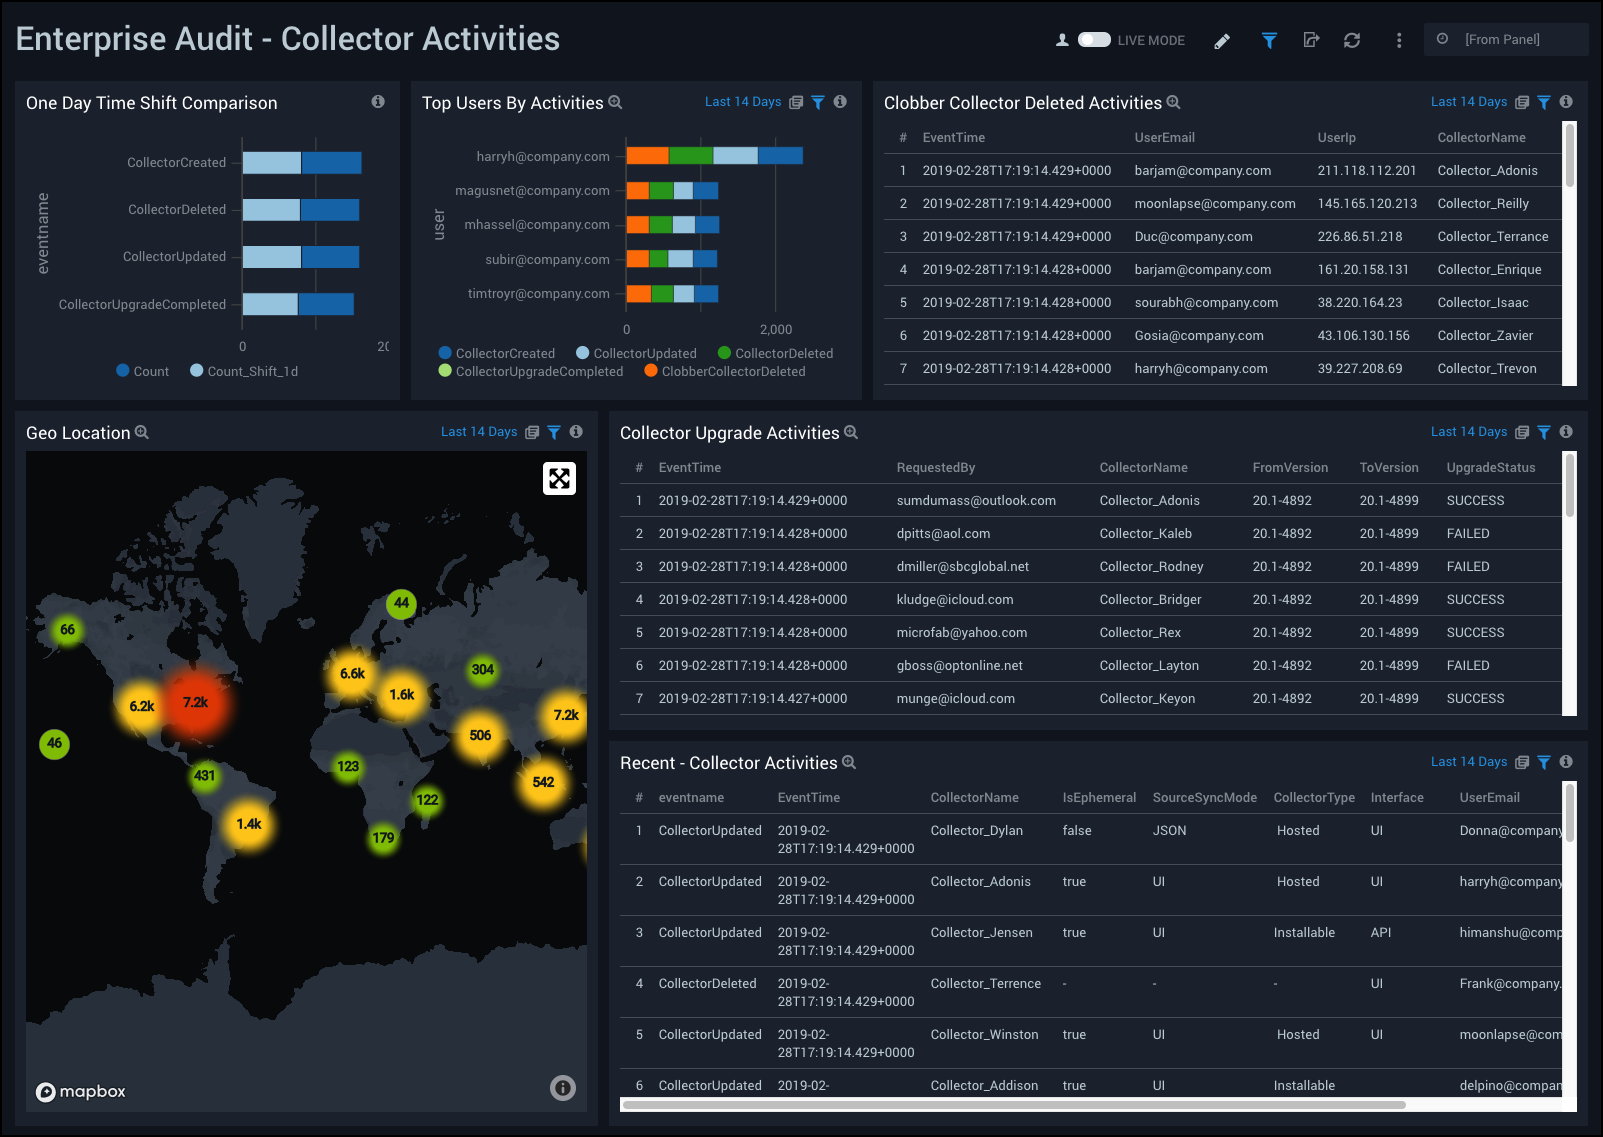 Enterprise Audit - Collector Activities
LIVE MODE
[From Panel]
One Day Time Shift Comparison
eventname
CollectorCreated
CollectorDeleted
CollectorUpdated
CollectorUpgradeCompleted
0
Count Count_Shift_1d
Top Users By Activities
Last 14 Days
user
harryh@company.com
magusnet@company.com
mhassel@company.com
subir@company.com
timtroyr@company.com
0 2,000
CollectorCreated CollectorUpdated CollectorDeleted
CollectorUpgradeCompleted ClobberCollectorDeleted
Clobber Collector Deleted Activities
Last 14 Days
# EventTime UserEmail UserIp CollectorName
1 2019-02-28T17:19:14.429+0000 barjam@company.com 211.118.112.201 Collector_Adonis
2 2019-02-28T17:19:14.429+0000 moonlapse@company.com 145.165.120.213 Collector_Reilly
3 2019-02-28T17:19:14.429+0000 Duc@company.com 226.86.51.218 Collector_Terrance
4 2019-02-28T17:19:14.429+0000 barjam@company.com 161.20.158.131 Collector_Enrique
5 2019-02-28T17:19:14.429+0000 sourabh@company.com 38.220.164.23 Collector_Isaac
6 2019-02-28T17:19:14.428+0000 Gosia@company.com 43.106.130.156 Collector_Zavier
7 2019-02-28T17:19:14.428+0000 harryh@company.com 39.227.208.69 Collector_Trevon
Geo Location
Last 14 Days
44
66
6.6k
304
1.6k
6.2k
7.2k
7.2k
506
46
123
431
542
122
1.4k
179
mapbox
Collector Upgrade Activities
Last 14 Days
# EventTime RequestedBy CollectorName FromVersion ToVersion UpgradeStatus
1 2019-02-28T17:19:14.429+0000 sumdumass@outlook.com Collector_Adonis 20.1-4892 20.1-4899 SUCCESS
2 2019-02-28T17:19:14.428+0000 dpitts@aol.com Collector_Kaleb 20.1-4892 20.1-4899 FAILED
3 2019-02-28T17:19:14.428+0000 dmiller@sbcglobal.net Collector_Rodney 20.1-4892 20.1-4899 FAILED
4 2019-02-28T17:19:14.428+0000 kludge@icloud.com Collector_Bridger 20.1-4892 20.1-4899 SUCCESS
5 2019-02-28T17:19:14.428+0000 microfab@yahoo.com Collector_Rex 20.1-4892 20.1-4899 SUCCESS
6 2019-02-28T17:19:14.428+0000 gboss@optonline.net Collector_Layton 20.1-4892 20.1-4899 FAILED
7 2019-02-28T17:19:14.427+0000 munge@icloud.com Collector_Keyon 20.1-4892 20.1-4899 SUCCESS
Recent - Collector Activities
Last 14 Days
# eventname EventTime CollectorName IsEphemeral SourceSyncMode CollectorType Interface UserEmail
1 CollectorUpdated 2019-02- Collector_Dylan false JSON Hosted UI Donna@company
28T17:19:14.429+0000
2 CollectorUpdated 2019-02- Collector_Adonis true UI Hosted UI harryh@company
28T17:19:14.429+0000
3 CollectorUpdated 2019-02- Collector_Jensen true UI Installable API himanshu@comp
28T17:19:14.429+0000
4 CollectorDeleted 2019-02- Collector_Terrence - - - UI Frank@company.
28T17:19:14.429+0000
5 CollectorUpdated 2019-02- Collector_Winston true UI Hosted UI moonlapse@com
28T17:19:14.429+0000
6 CollectorUpdated 2019-02- Collector_Addison true UI Installable delpino@compan